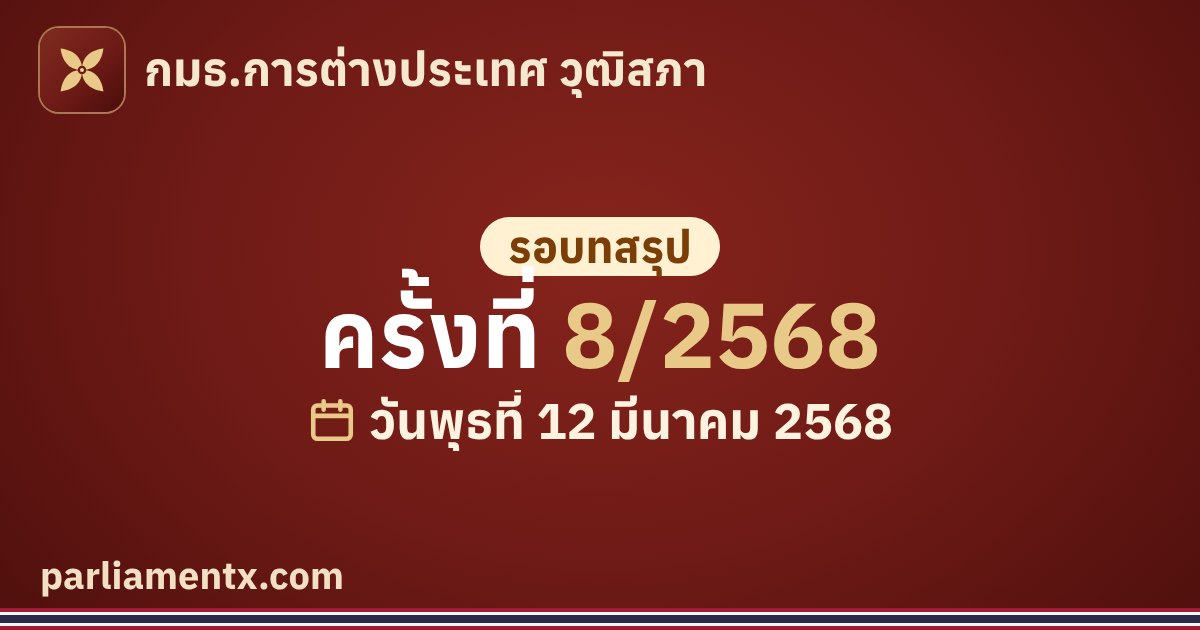 กมธ.การต่างประเทศ วุฒิสภา
รอบทสรุป
ครั้งที่ 8/2568
วันพุธที่ 12 มีนาคม 2568
parliamentx.com